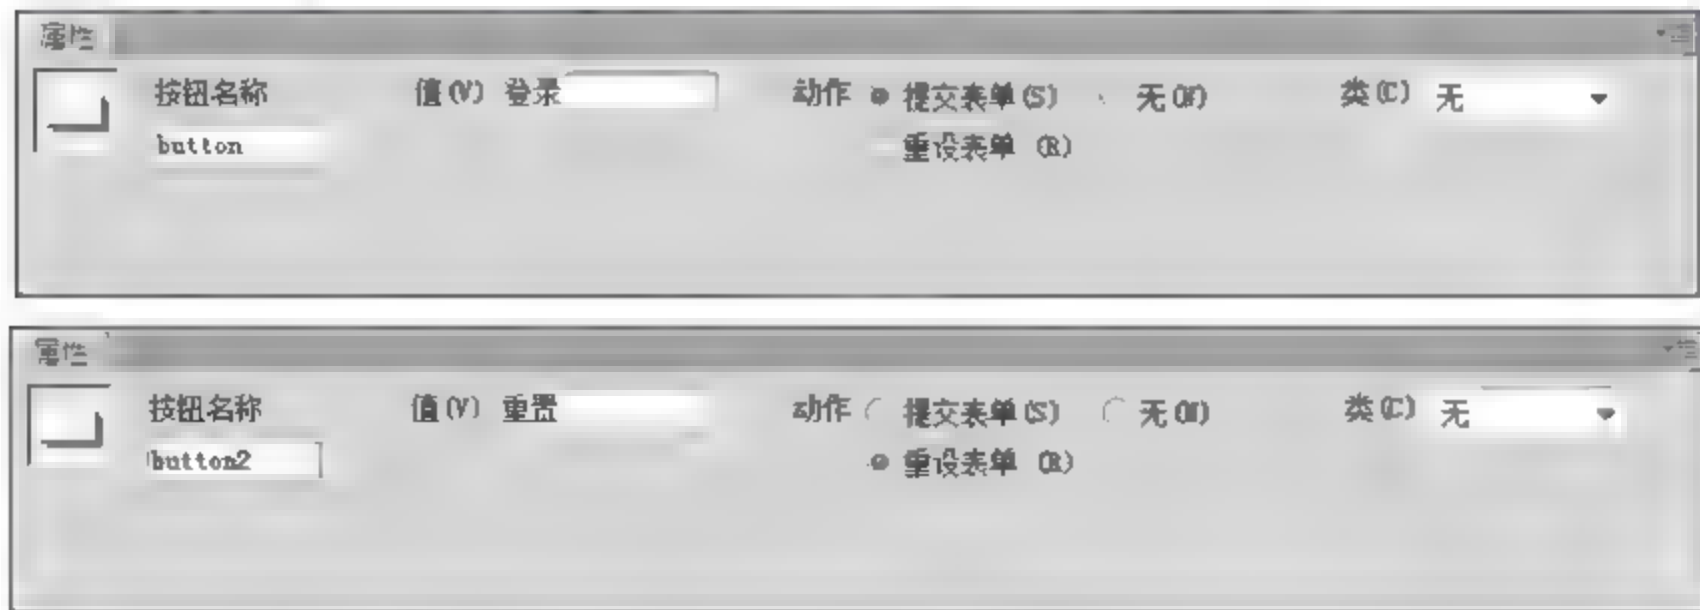 属性
按钮名称 值(V) 登录 动作 提交表单(S) 无(N) 类(C) 无
button 重设表单 (R)
属性
按钮名称 值(V) 重置 动作 提交表单(S) 无(N) 类(C) 无
button2 重设表单 (R)